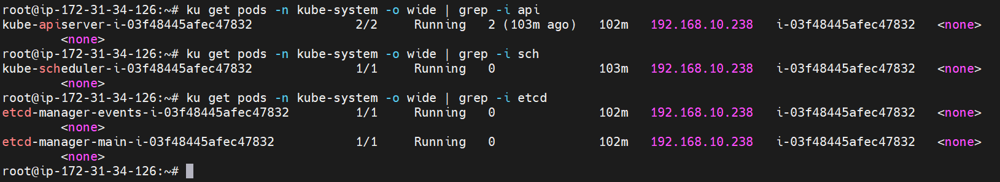 root@ip-172-31-34-126:~# ku get pods -n kube-system -o wide | grep -i api
kube-apiserver-i-03f48445afec47832              2/2     Running   2 (103m ago)   102m   192.168.10.238   i-03f48445afec47832   <none>
        <none>
root@ip-172-31-34-126:~# ku get pods -n kube-system -o wide | grep -i sch
kube-scheduler-i-03f48445afec47832              1/1     Running   0              103m   192.168.10.238   i-03f48445afec47832   <none>
        <none>
root@ip-172-31-34-126:~# ku get pods -n kube-system -o wide | grep -i etcd
etcd-manager-events-i-03f48445afec47832         1/1     Running   0              102m   192.168.10.238   i-03f48445afec47832   <none>
        <none>
etcd-manager-main-i-03f48445afec47832           1/1     Running   0              102m   192.168.10.238   i-03f48445afec47832   <none>
        <none>
root@ip-172-31-34-126:~#